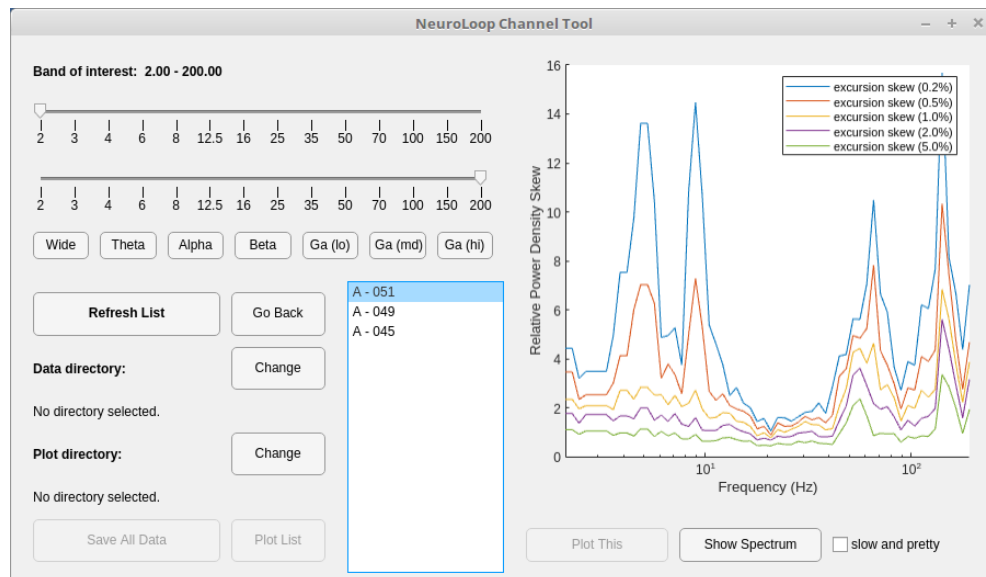 NeuroLoop Channel Tool
Band of interest: 2.00 - 200.00
2 3 4 6 8 12.5 16 25 35 50 70 100 150 200
2 3 4 6 8 12.5 16 25 35 50 70 100 150 200
Wide Theta Alpha Beta Ga (lo) Ga (md) Ga (hi)
Refresh List Go Back
Data directory: Change
No directory selected.
Plot directory: Change
No directory selected.
Save All Data Plot List
A - 051
A - 049
A - 045
16
14
12
10
8
6
4
2
0
Relative Power Density Skew
excursion skew (0.2%)
excursion skew (0.5%)
excursion skew (1.0%)
excursion skew (2.0%)
excursion skew (5.0%)
10¹ 10²
Frequency (Hz)
Plot This Show Spectrum slow and pretty